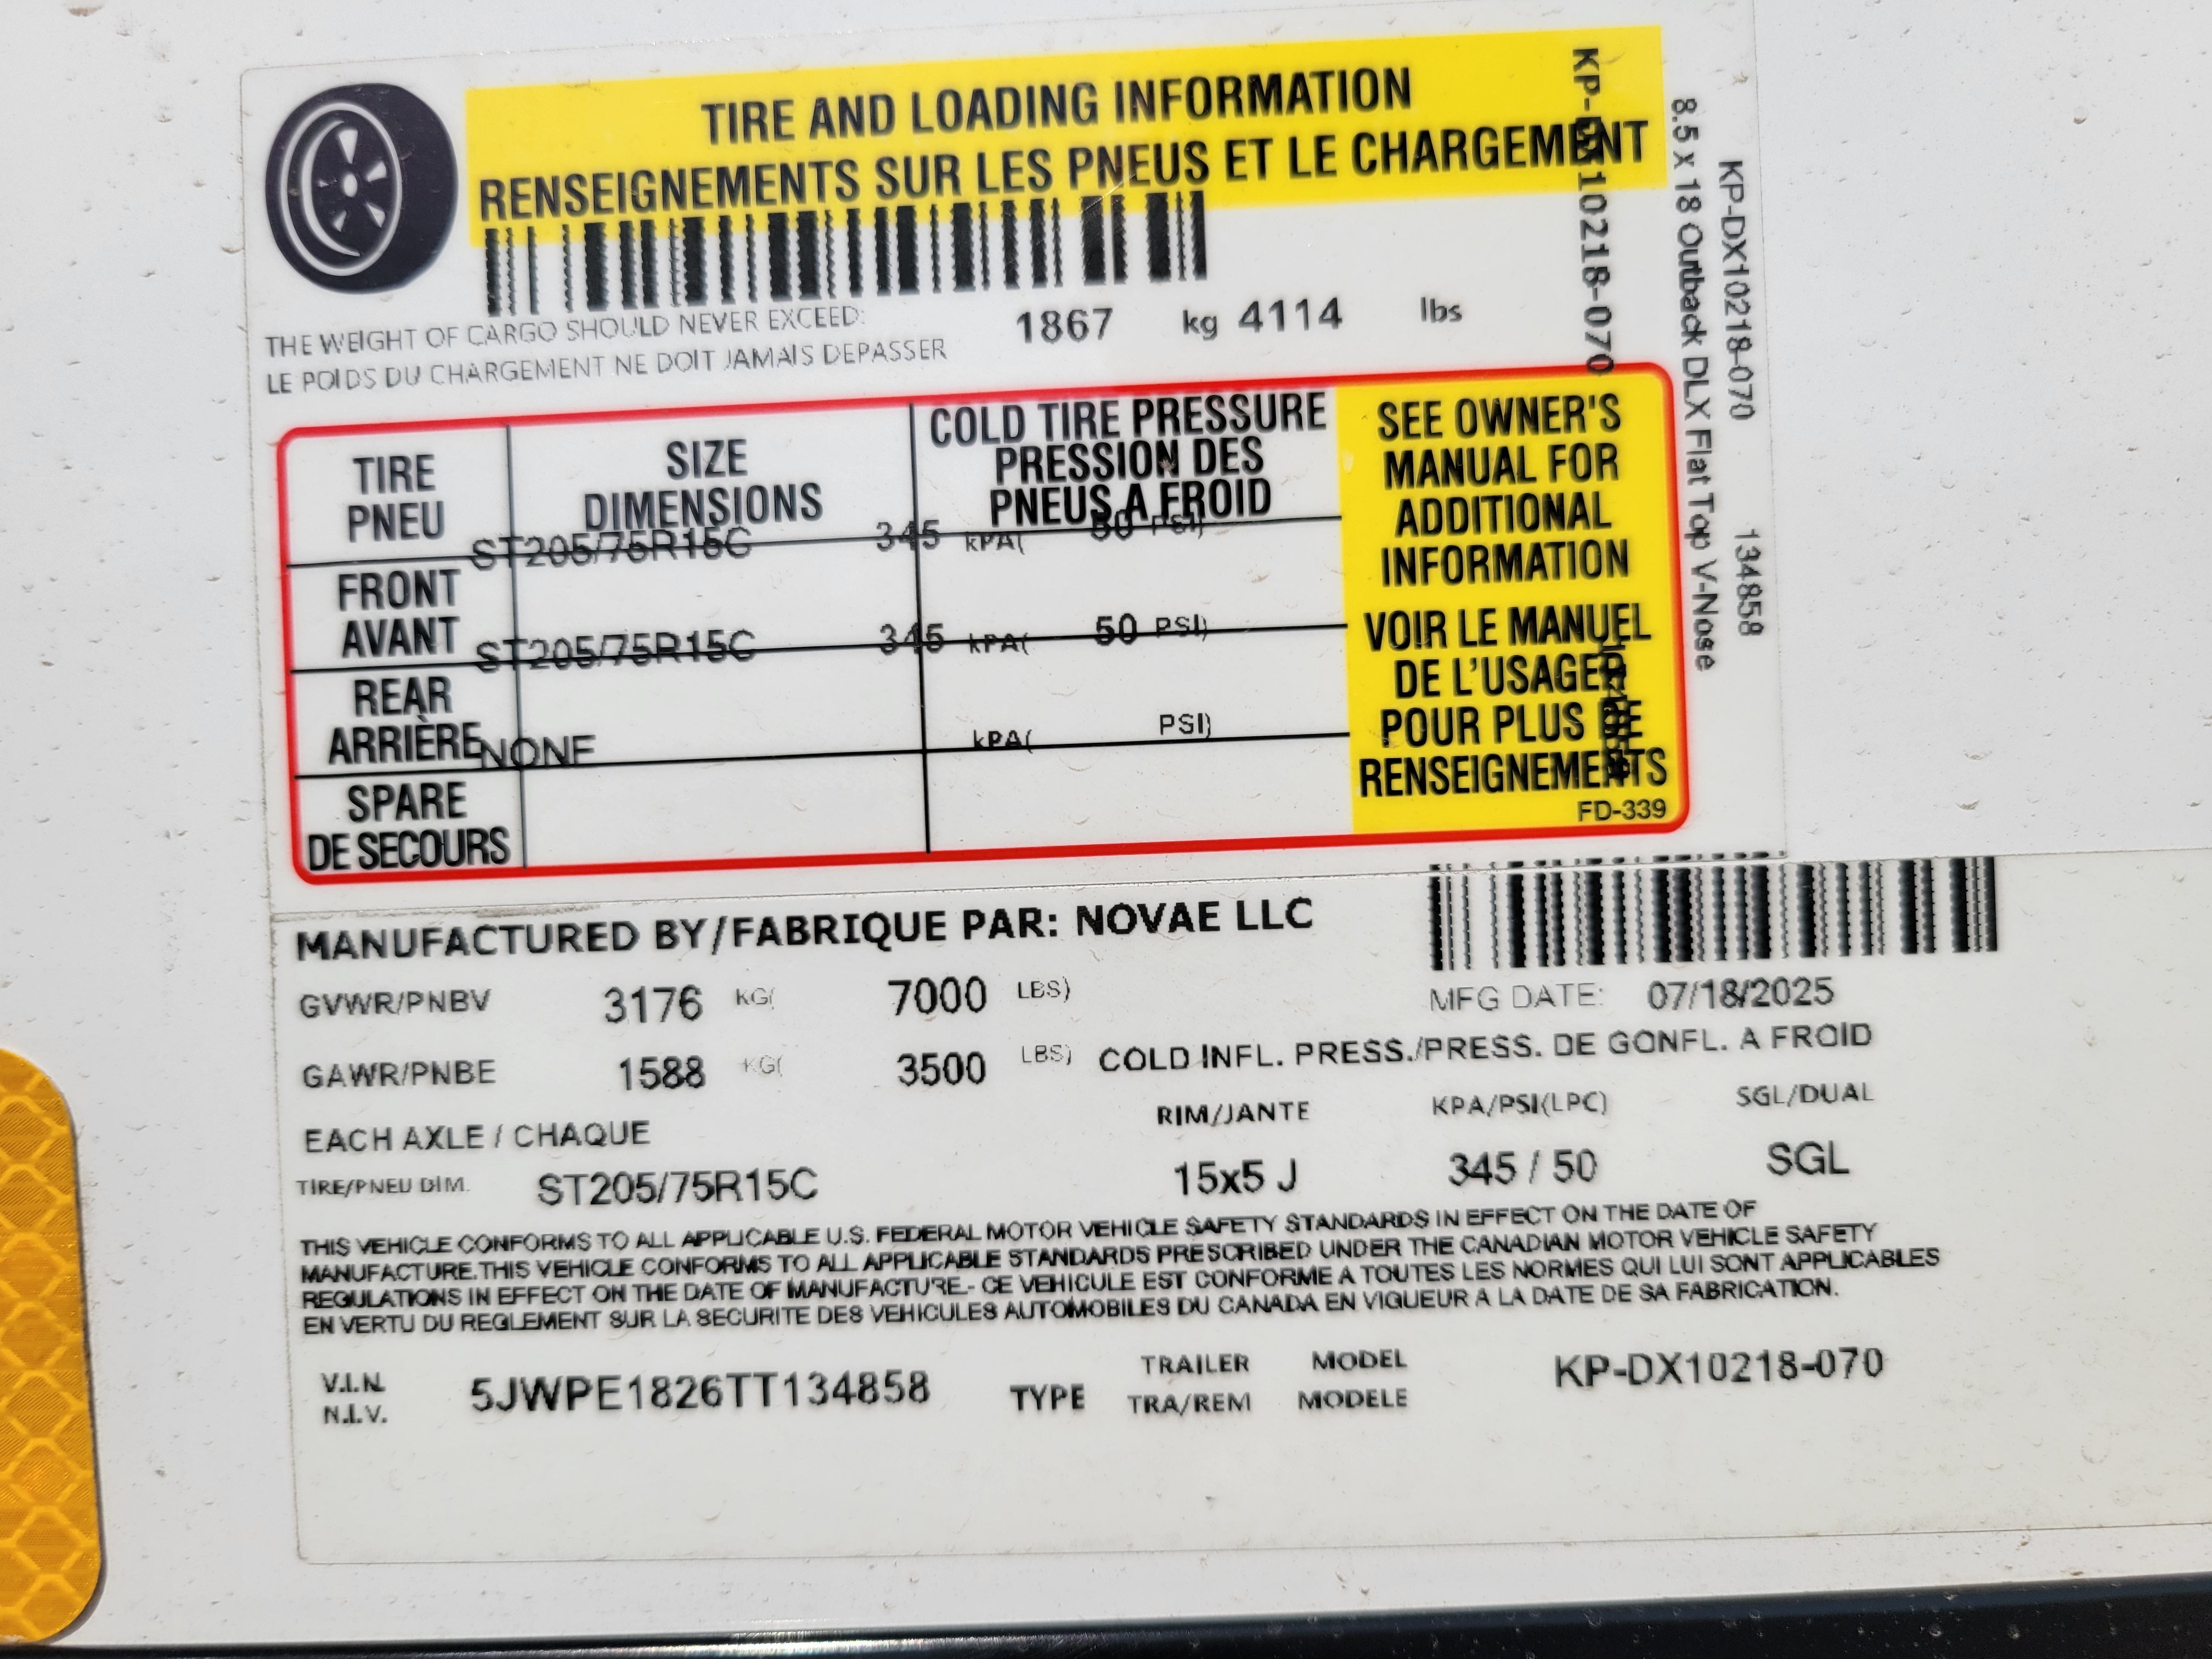 TIRE AND LOADING INFORMATION
RENSEIGNEMENTS SUR LES PNEUS ET LE CHARGEMENT
THE WEIGHT OF CARGO SHOULD NEVER EXCEED:
LE POIDS DU CHARGEMENT NE DOIT JAMAIS DEPASSER
1867 kg 4114 lbs
TIRE
PNEU
SIZE
DIMENSIONS
COLD TIRE PRESSURE
PRESSION DES
PNEUS A FROID
ST205/75R15C 345 kPA( 50 PSI)
FRONT
AVANT
ST205/75R15C 345 kPA( 50 PSI)
REAR
ARRIÈRE
NONE kPA( PSI)
SPARE
DE SECOURS
SEE OWNER'S
MANUAL FOR
ADDITIONAL
INFORMATION
VOIR LE MANUEL
DE L'USAGER
POUR PLUS DE
RENSEIGNEMENTS
FD-339
KP-DX10218-070
8.5 x 18 Outback DLX Flat Top V-Nose
KP-DX10218-070 134858
MANUFACTURED BY/FABRIQUE PAR: NOVAE LLC
GVWR/PNBV 3176 KG( 7000 LBS)
MFG DATE: 07/18/2025
GAWR/PNBE 1588 KG( 3500 LBS)
COLD INFL. PRESS./PRESS. DE GONFL. A FROID
EACH AXLE / CHAQUE
RIM/JANTE KPA/PSI(LPC) SGL/DUAL
TIRE/PNEU DIM. ST205/75R15C 15x5 J 345 / 50 SGL
THIS VEHICLE CONFORMS TO ALL APPLICABLE U.S. FEDERAL MOTOR VEHICLE SAFETY STANDARDS IN EFFECT ON THE DATE OF
MANUFACTURE.THIS VEHICLE CONFORMS TO ALL APPLICABLE STANDARDS PRESCRIBED UNDER THE CANADIAN MOTOR VEHICLE SAFETY
REGULATIONS IN EFFECT ON THE DATE OF MANUFACTURE.- CE VEHICULE EST CONFORME A TOUTES LES NORMES QUI LUI SONT APPLICABLES
EN VERTU DU REGLEMENT SUR LA SECURITE DES VEHICULES AUTOMOBILES DU CANADA EN VIGUEUR A LA DATE DE SA FABRICATION.
V.I.N.
N.I.V.
5JWPE1826TT134858
TYPE
TRAILER
TRA/REM
MODEL
MODELE
KP-DX10218-070